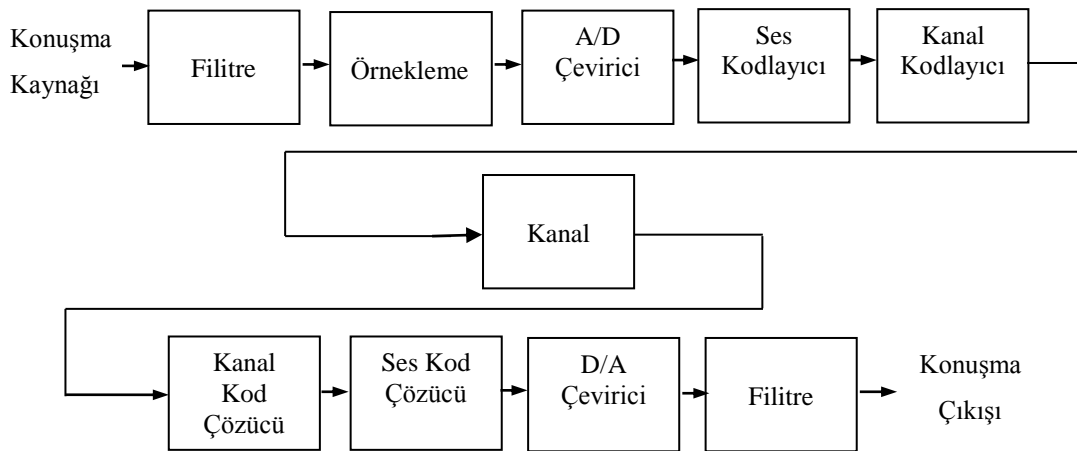 Konuşma
Kaynağı
Filitre
Örnekleme
A/D
Çevirici
Ses
Kodlayıcı
Kanal
Kodlayıcı
Kanal
Kanal
Kod
Çözücü
Ses Kod
Çözücü
D/A
Çevirici
Filitre
Konuşma
Çıkışı